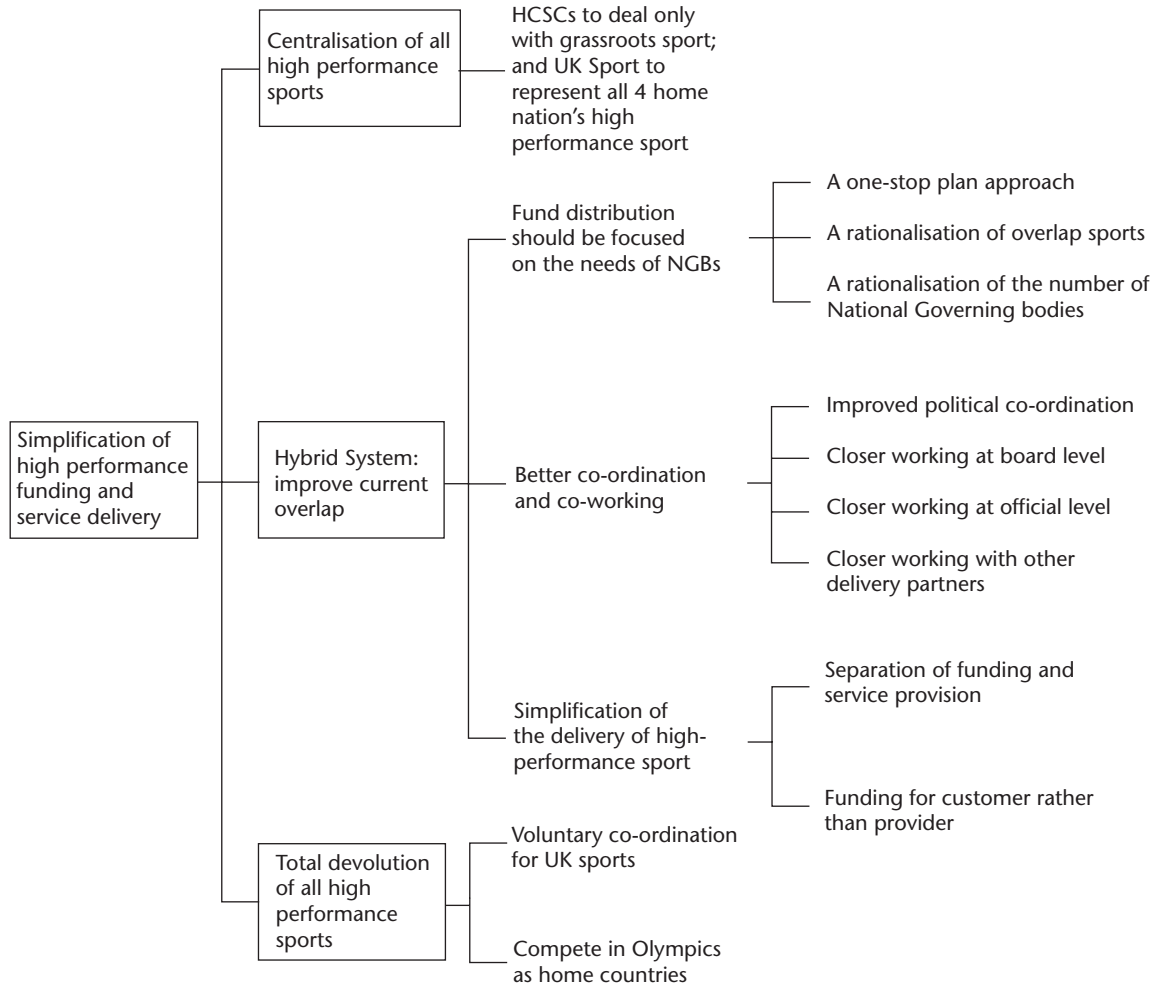 Centralisation of all
high performance
sports
HCSCs to deal only
with grassroots sport;
and UK Sport to
represent all 4 home
nation’s high
performance sport
Fund distribution
should be focused
on the needs of NGBs
A one-stop plan approach
A rationalisation of overlap sports
A rationalisation of the number of
National Governing bodies
Simplification of
high performance
funding and
service delivery
Hybrid System:
improve current
overlap
Better co-ordination
and co-working
Improved political co-ordination
Closer working at board level
Closer working at official level
Closer working with other
delivery partners
Simplification of
the delivery of high-
performance sport
Separation of funding and
service provision
Funding for customer rather
than provider
Total devolution
of all high
performance
sports
Voluntary co-ordination
for UK sports
Compete in Olympics
as home countries